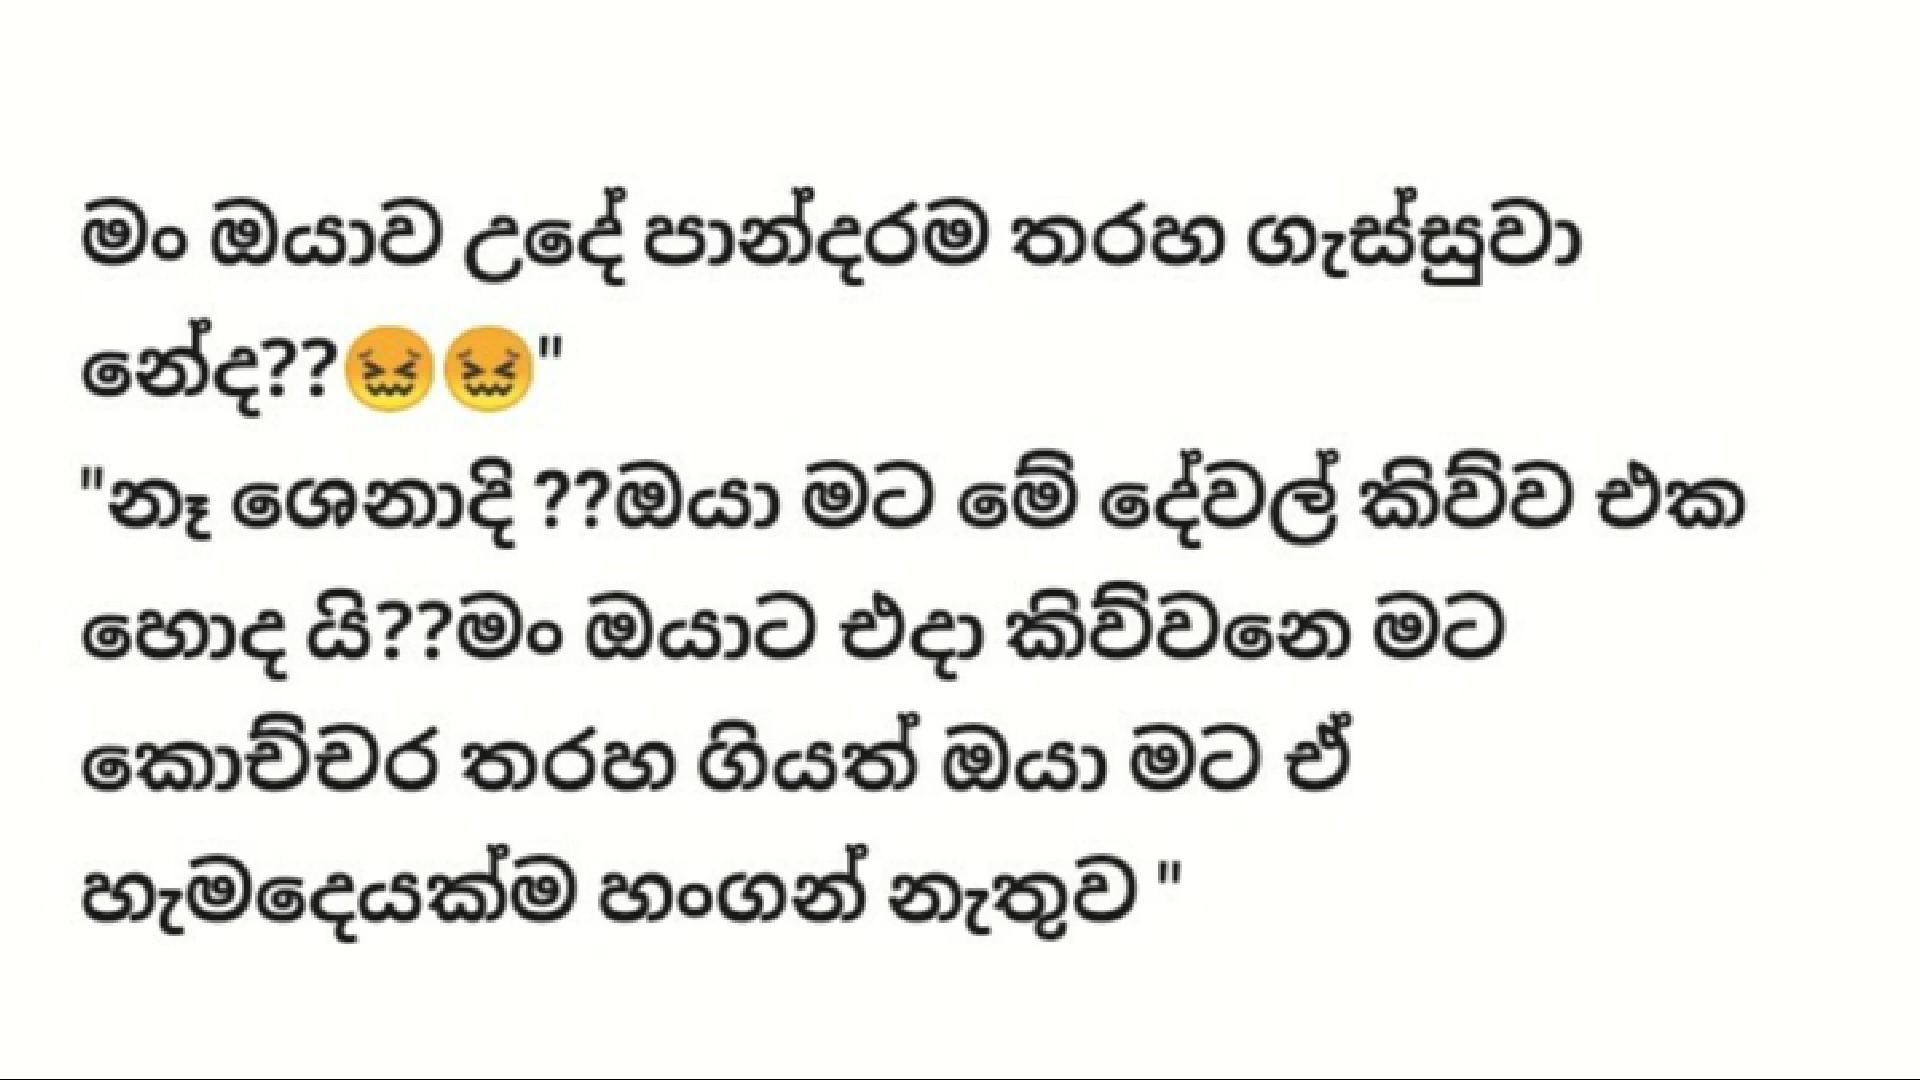 මං ඔයාව උදේ පාන්දරම තරහ ගැස්සුවා
නේද??😖😖"
"නෑ ශෙනාදි ??ඔයා මට මේ දේවල් කිව්ව එක
හොද යි??මං ඔයාට එදා කිව්වනෙ මට
කොච්චර තරහ ගියත් ඔයා මට ඒ
හැමදෙයක්ම හංගන් නැතුව "